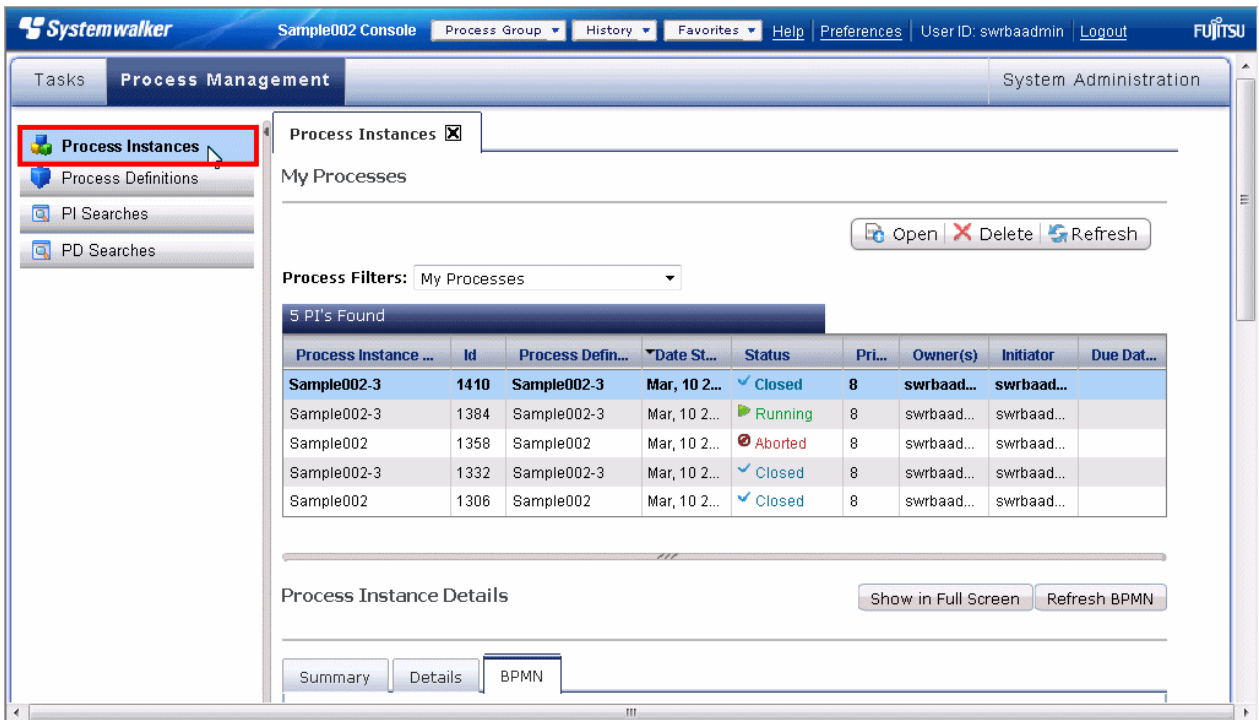 Systemwalker Sample002 Console Process Group History Favorites Help Preferences User ID: swrbaadmin Logout FUJITSU
Tasks Process Management System Administration
Process Instances
Process Definitions
PI Searches
PD Searches
Process Instances
My Processes
Open Delete Refresh
Process Filters: My Processes
5 PI's Found
Process Instance ... Id Process Defin... Date St... Status Pri... Owner(s) Initiator Due Dat...
Sample002-3 1410 Sample002-3 Mar, 10 2... Closed 8 swrbaad... swrbaad...
Sample002-3 1384 Sample002-3 Mar, 10 2... Running 8 swrbaad... swrbaad...
Sample002 1358 Sample002 Mar, 10 2... Aborted 8 swrbaad... swrbaad...
Sample002-3 1332 Sample002-3 Mar, 10 2... Closed 8 swrbaad... swrbaad...
Sample002 1306 Sample002 Mar, 10 2... Closed 8 swrbaad... swrbaad...
Process Instance Details
Show in Full Screen Refresh BPMN
Summary Details BPMN